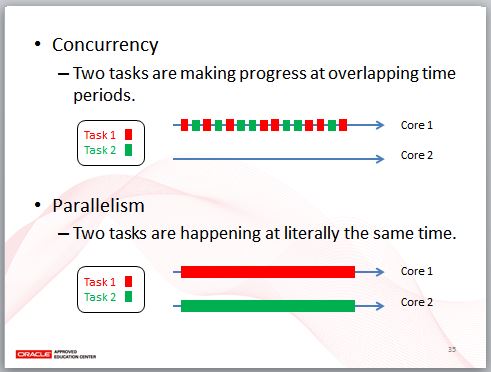 • Concurrency
– Two tasks are making progress at overlapping time
periods.
Task 1
Task 2
Core 1
Core 2
• Parallelism
– Two tasks are happening at literally the same time.
Task 1
Task 2
Core 1
Core 2
ORACLE APPROVED
EDUCATION CENTER
35